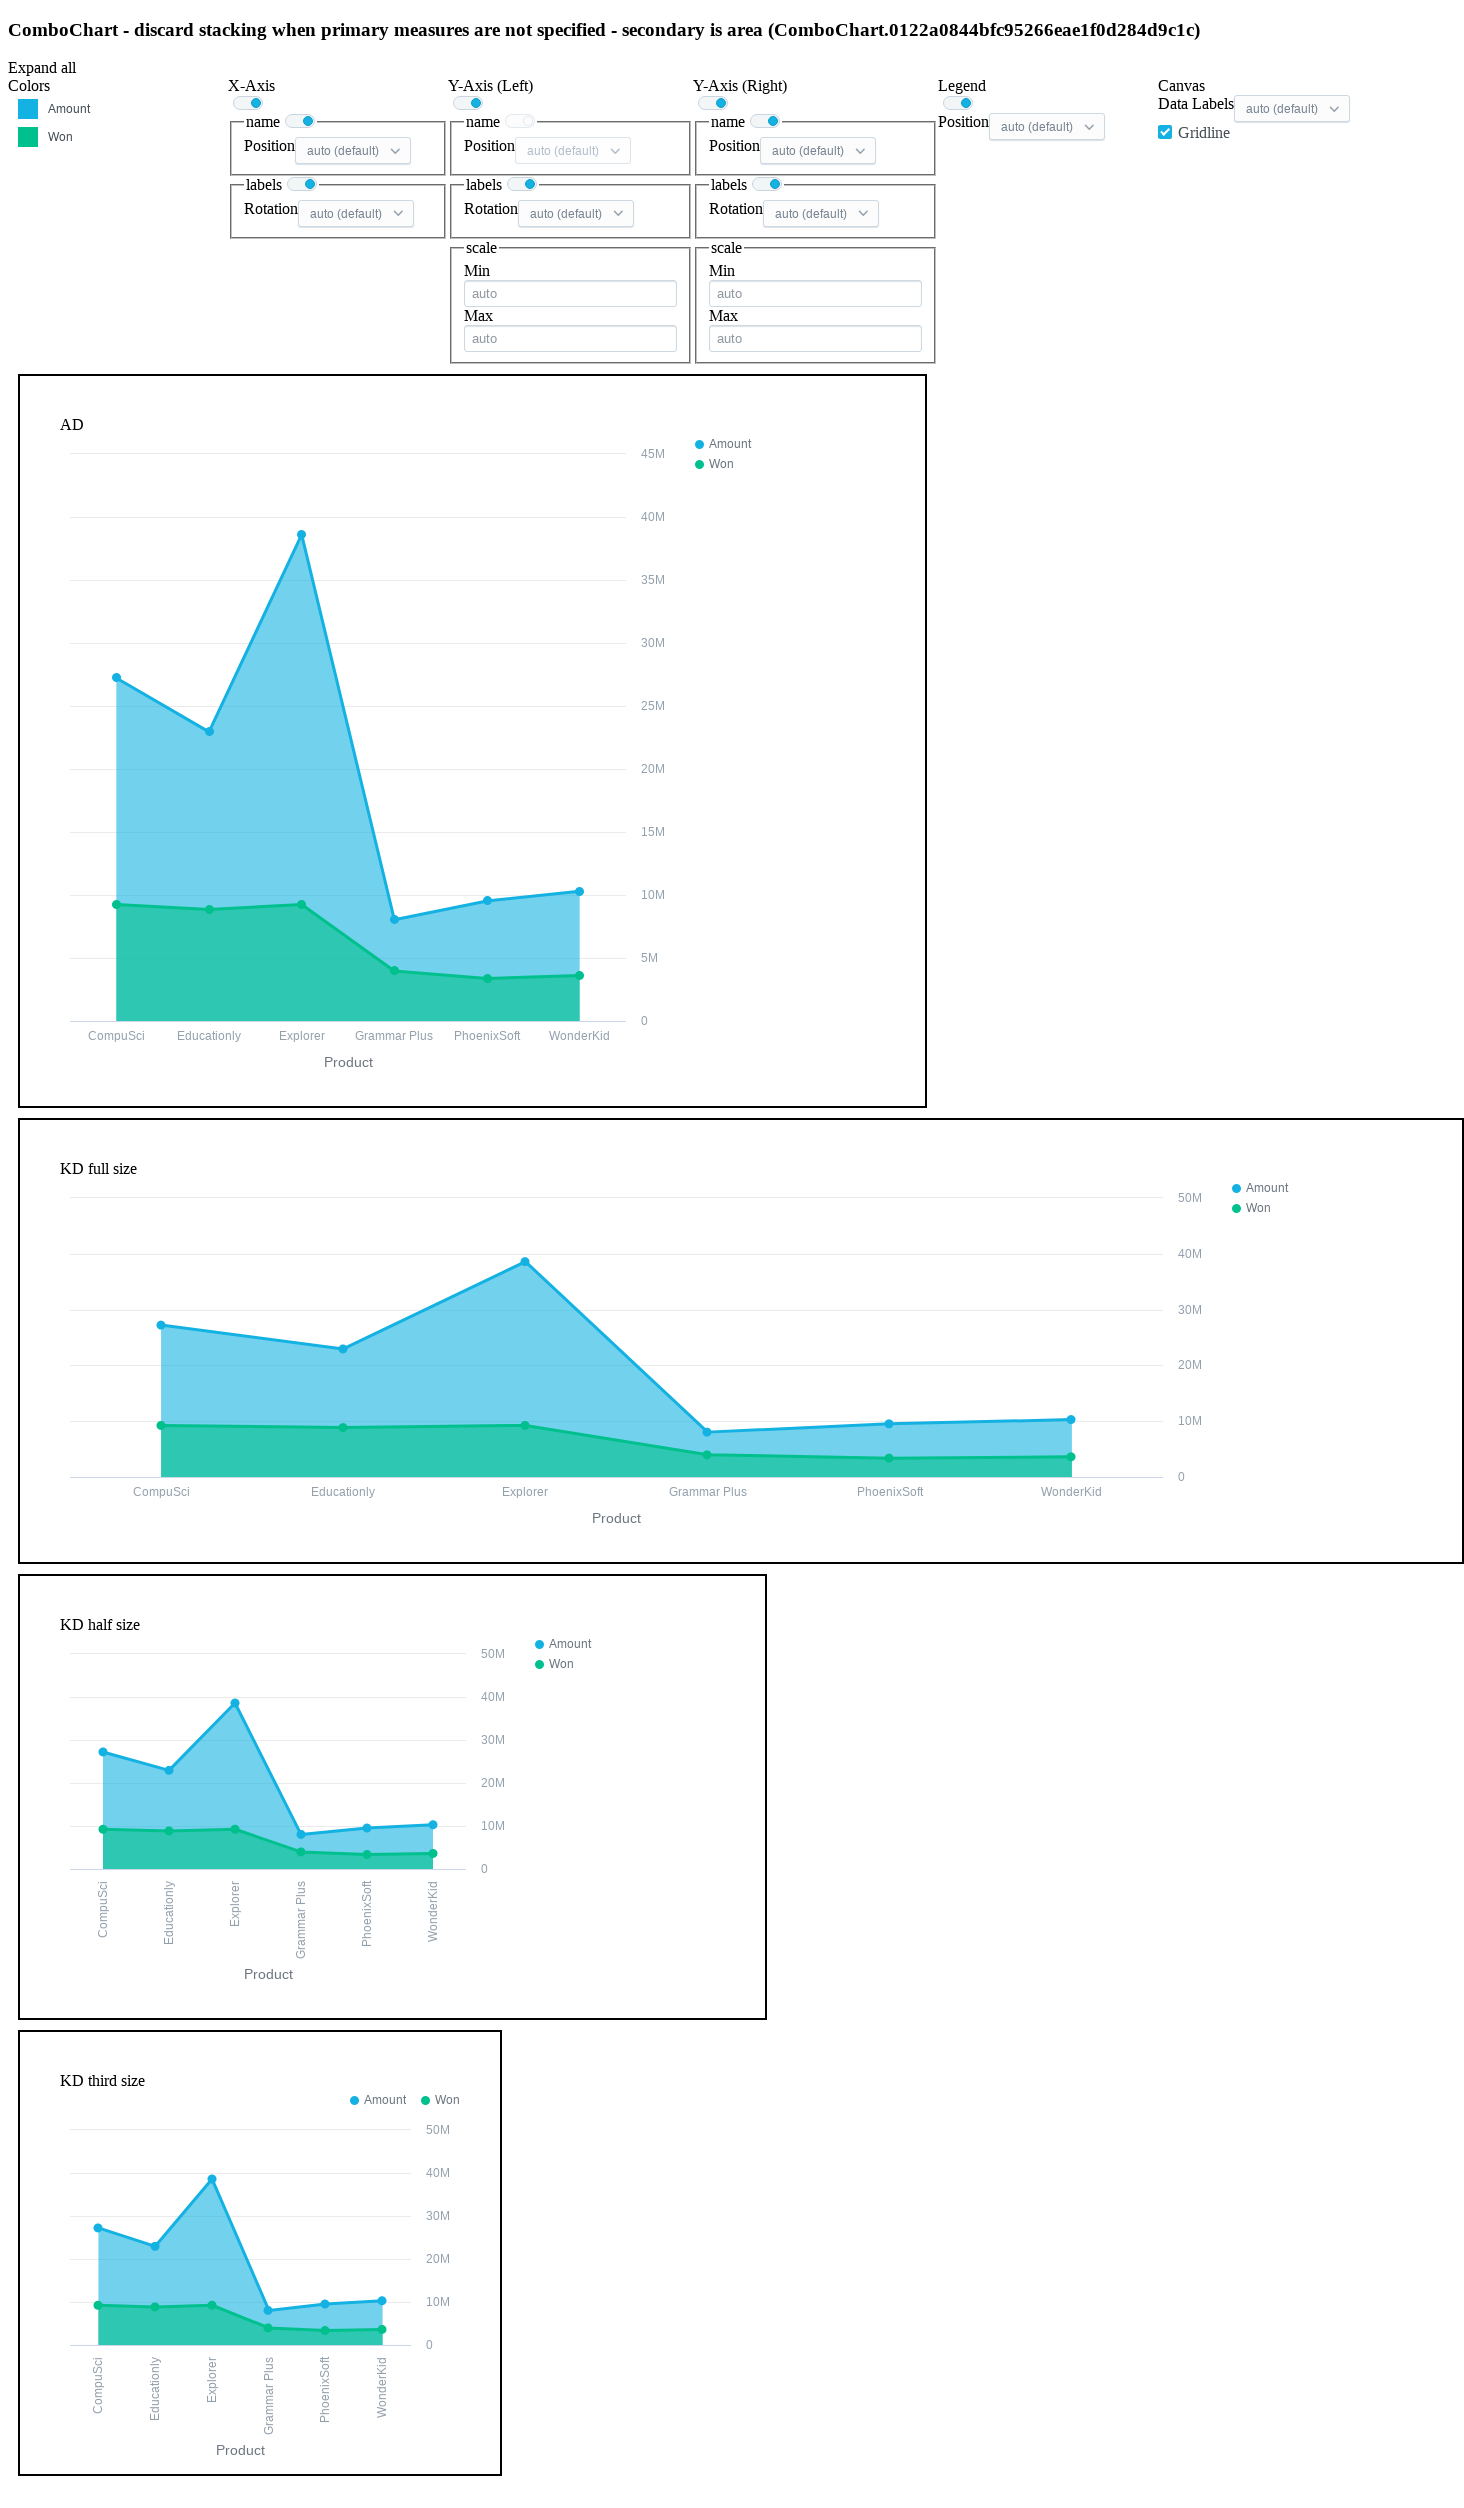 ComboChart - discard stacking when primary measures are not specified - secondary is area (ComboChart.0122a0844bfc95266eae1f0d284d9c1c)
Expand all
Colors
Amount
Won
X-Axis
name
Position auto (default)
labels
Rotation auto (default)
Y-Axis (Left)
name
Position auto (default)
labels
Rotation auto (default)
scale
Min
auto
Max
auto
Y-Axis (Right)
name
Position auto (default)
labels
Rotation auto (default)
scale
Min
auto
Max
auto
Legend
Position auto (default)
Canvas
Data Labels auto (default)
Gridline
AD
Amount
Won
45M
40M
35M
30M
25M
20M
15M
10M
5M
0
CompuSci Educationly Explorer Grammar Plus PhoenixSoft WonderKid
Product
KD full size
Amount
Won
50M
40M
30M
20M
10M
0
CompuSci Educationly Explorer Grammar Plus PhoenixSoft WonderKid
Product
KD half size
Amount
Won
50M
40M
30M
20M
10M
0
CompuSci
Educationly
Explorer
Grammar Plus
PhoenixSoft
WonderKid
Product
KD third size
Amount Won
50M
40M
30M
20M
10M
0
CompuSci
Educationly
Explorer
Grammar Plus
PhoenixSoft
WonderKid
Product